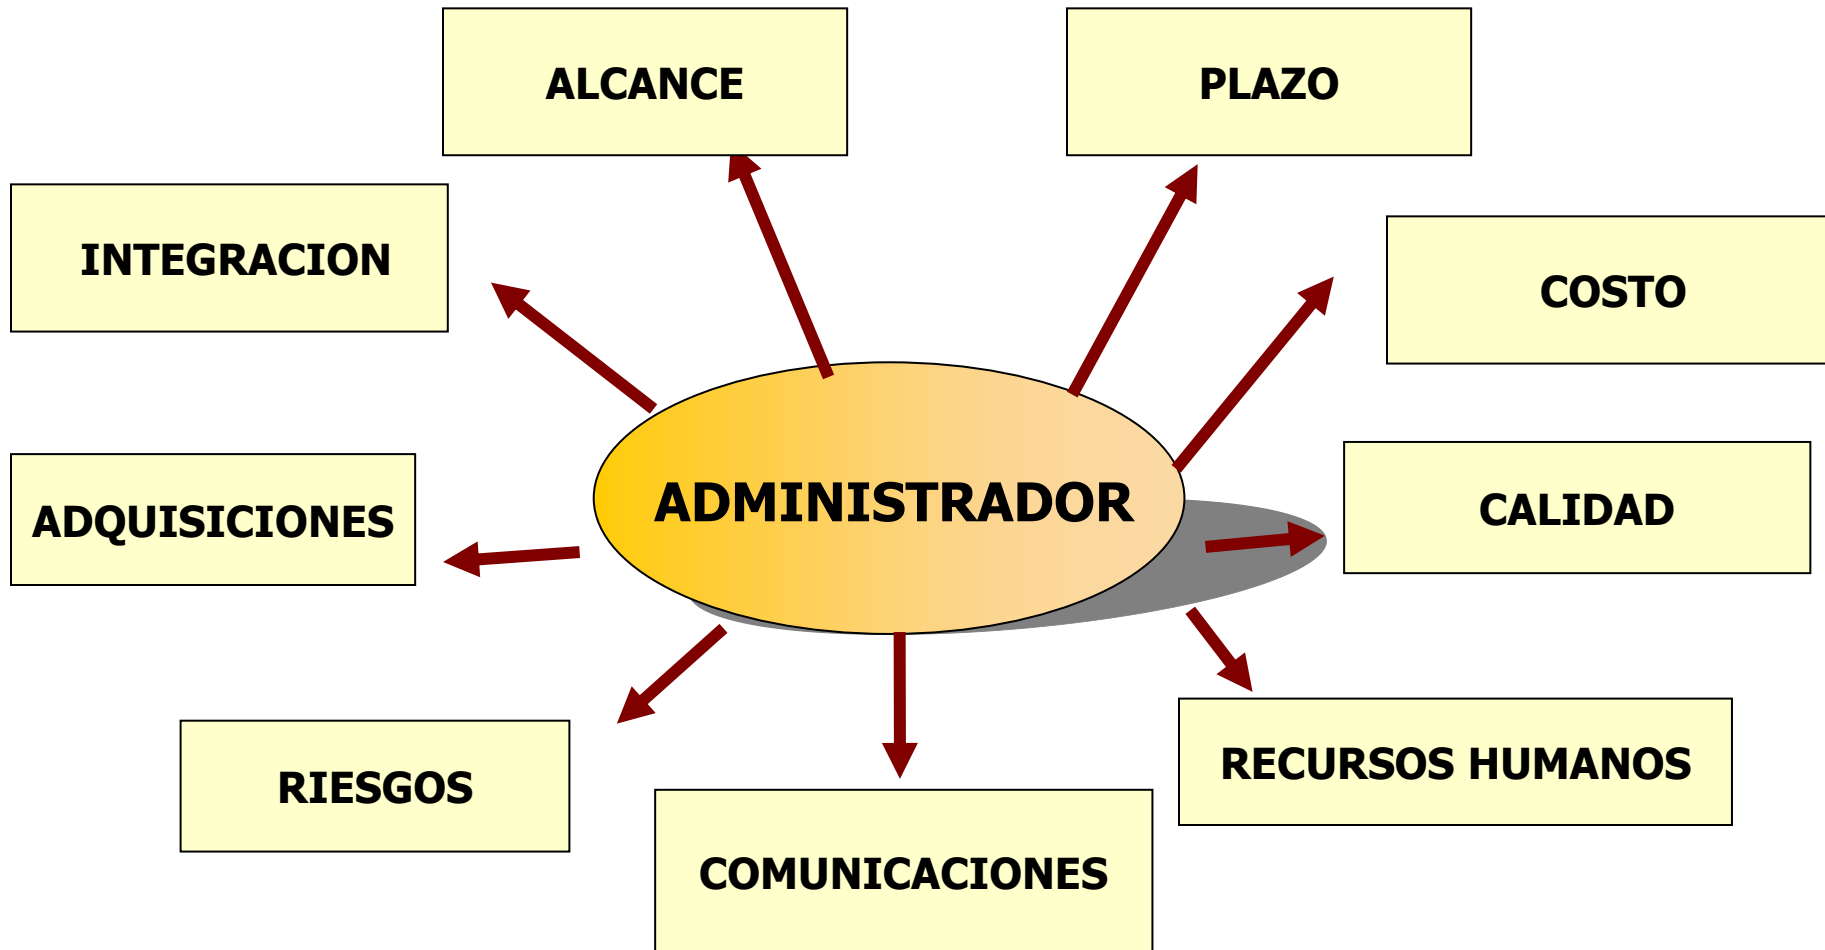 ALCANCE
PLAZO
INTEGRACION
COSTO
ADMINISTRADOR
CALIDAD
ADQUISICIONES
RECURSOS HUMANOS
RIESGOS
COMUNICACIONES